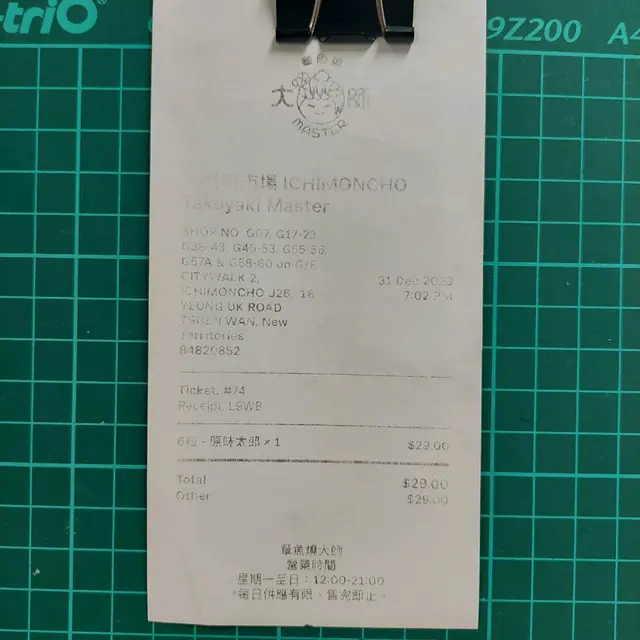 -triO
9Z200 A4
章魚燒
大 師
MASTER
市場 ICHIMONCHO
Takoyaki Master
SHOP NO. G07, G17-23,
G36-43, G45-53, G55-56,
G57A & G58-60 on G/F,
CITYWALK 2,
31 Dec 2023
ICHIMONCHO J26, 18
7:02 PM
YEUNG UK ROAD
TSUEN WAN, New
Territories
84820852
Ticket: #74
Receipt: L9WB
6粒 - 原味太郎 × 1
$29.00
Total
$29.00
Other
$29.00
章魚燒大師
營業時間
星期一至日：12:00-21:00
*每日供應有限，售完即止。